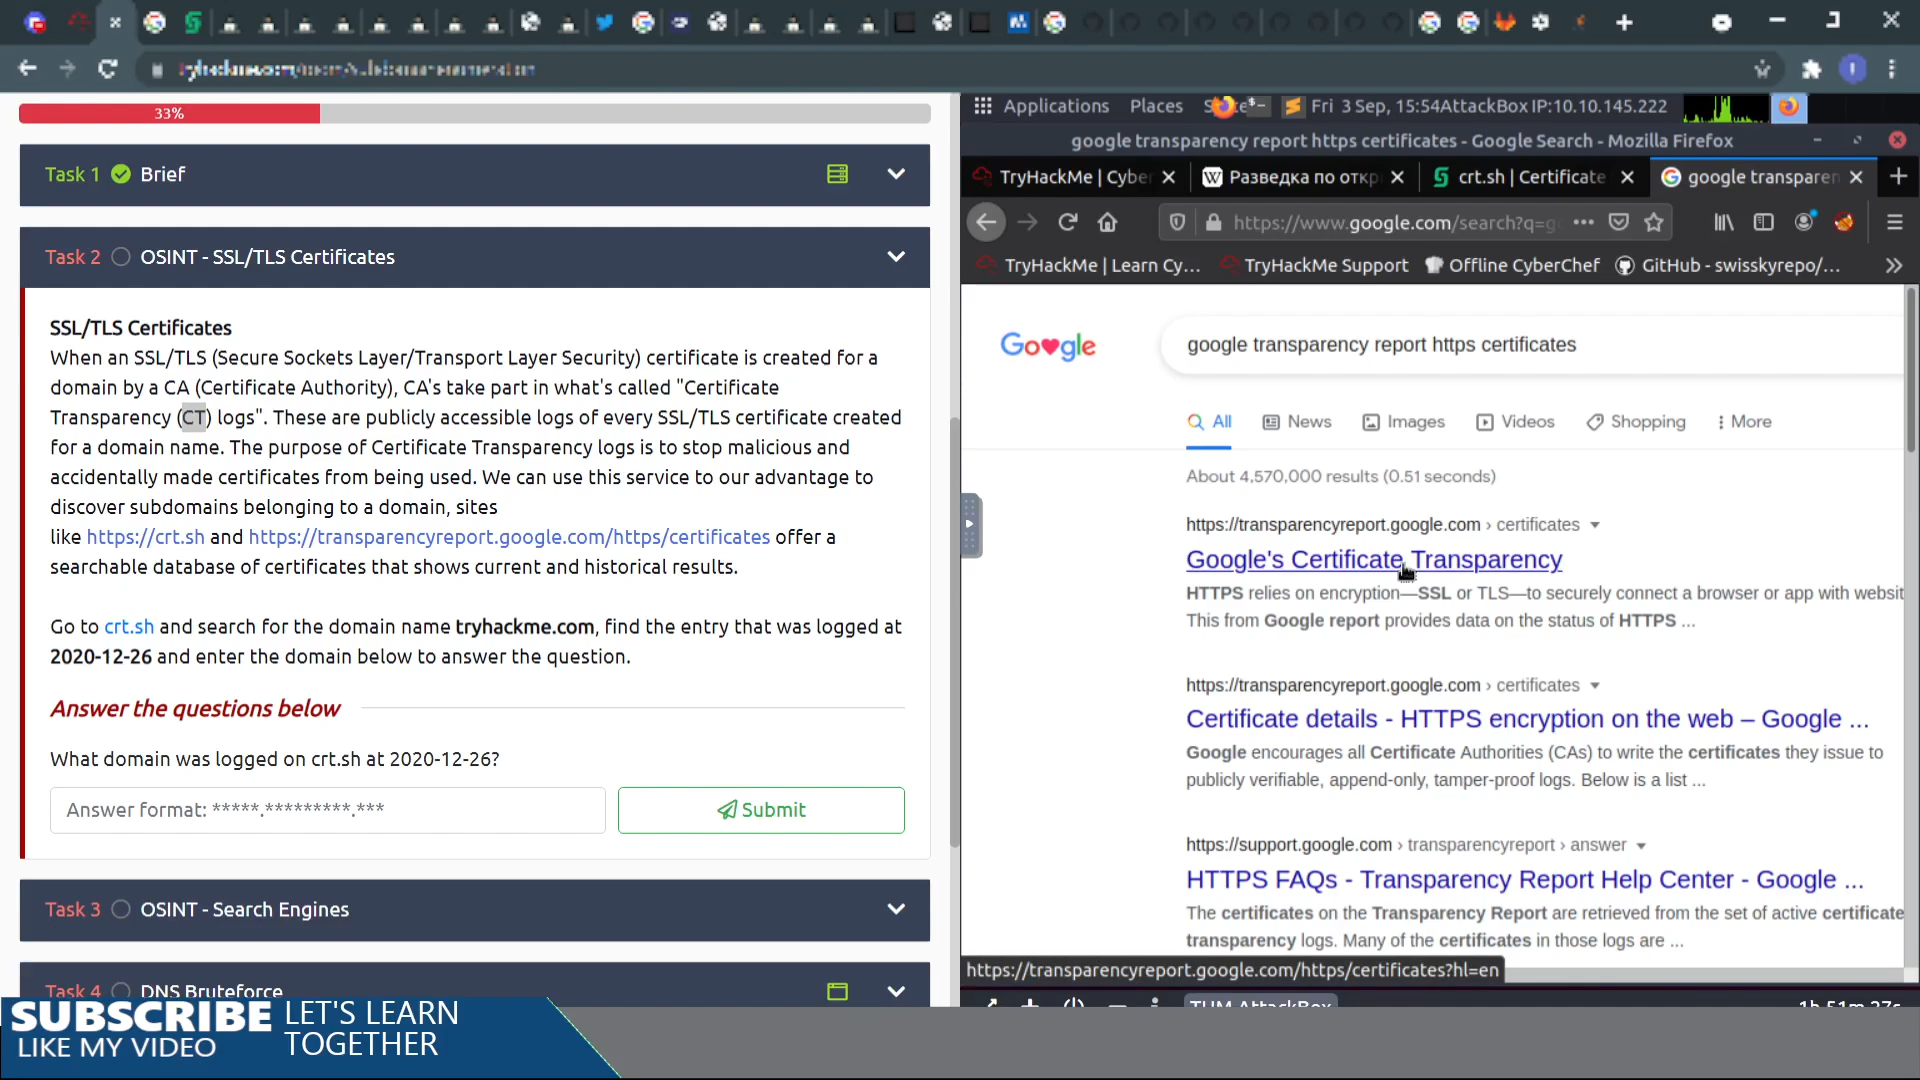 33%
Task 1 Brief
Task 2 OSINT - SSL/TLS Certificates
SSL/TLS Certificates
When an SSL/TLS (Secure Sockets Layer/Transport Layer Security) certificate is created for a
domain by a CA (Certificate Authority), CA's take part in what's called "Certificate
Transparency (CT) logs". These are publicly accessible logs of every SSL/TLS certificate created
for a domain name. The purpose of Certificate Transparency logs is to stop malicious and
accidentally made certificates from being used. We can use this service to our advantage to
discover subdomains belonging to a domain, sites
like https://crt.sh and https://transparencyreport.google.com/https/certificates offer a
searchable database of certificates that shows current and historical results.
Go to crt.sh and search for the domain name tryhackme.com, find the entry that was logged at
2020-12-26 and enter the domain below to answer the question.
Answer the questions below
What domain was logged on crt.sh at 2020-12-26?
Answer format: *****.*********.***
Submit
Task 3 OSINT - Search Engines
Task 4 DNS Bruteforce
SUBSCRIBE
LIKE MY VIDEO
LET'S LEARN
TOGETHER
Applications Places Fri 3 Sep, 15:54 AttackBox IP:10.10.145.222
google transparency report https certificates - Google Search - Mozilla Firefox
TryHackMe | Cyber Разведка по откр crt.sh | Certificate google transparen
https://www.google.com/search?q=g
TryHackMe | Learn Cy... TryHackMe Support Offline CyberChef GitHub - swisskyrepo/...
Google
google transparency report https certificates
All News Images Videos Shopping More
About 4,570,000 results (0.51 seconds)
https://transparencyreport.google.com › certificates
Google's Certificate Transparency
HTTPS relies on encryption—SSL or TLS—to securely connect a browser or app with websit
This from Google report provides data on the status of HTTPS ...
https://transparencyreport.google.com › certificates
Certificate details - HTTPS encryption on the web – Google ...
Google encourages all Certificate Authorities (CAs) to write the certificates they issue to
publicly verifiable, append-only, tamper-proof logs. Below is a list ...
https://support.google.com › transparencyreport › answer
HTTPS FAQs - Transparency Report Help Center - Google ...
The certificates on the Transparency Report are retrieved from the set of active certificate
transparency logs. Many of the certificates in those logs are ...
https://transparencyreport.google.com/https/certificates?hl=en
THM AttackBox
1h 51m 27s